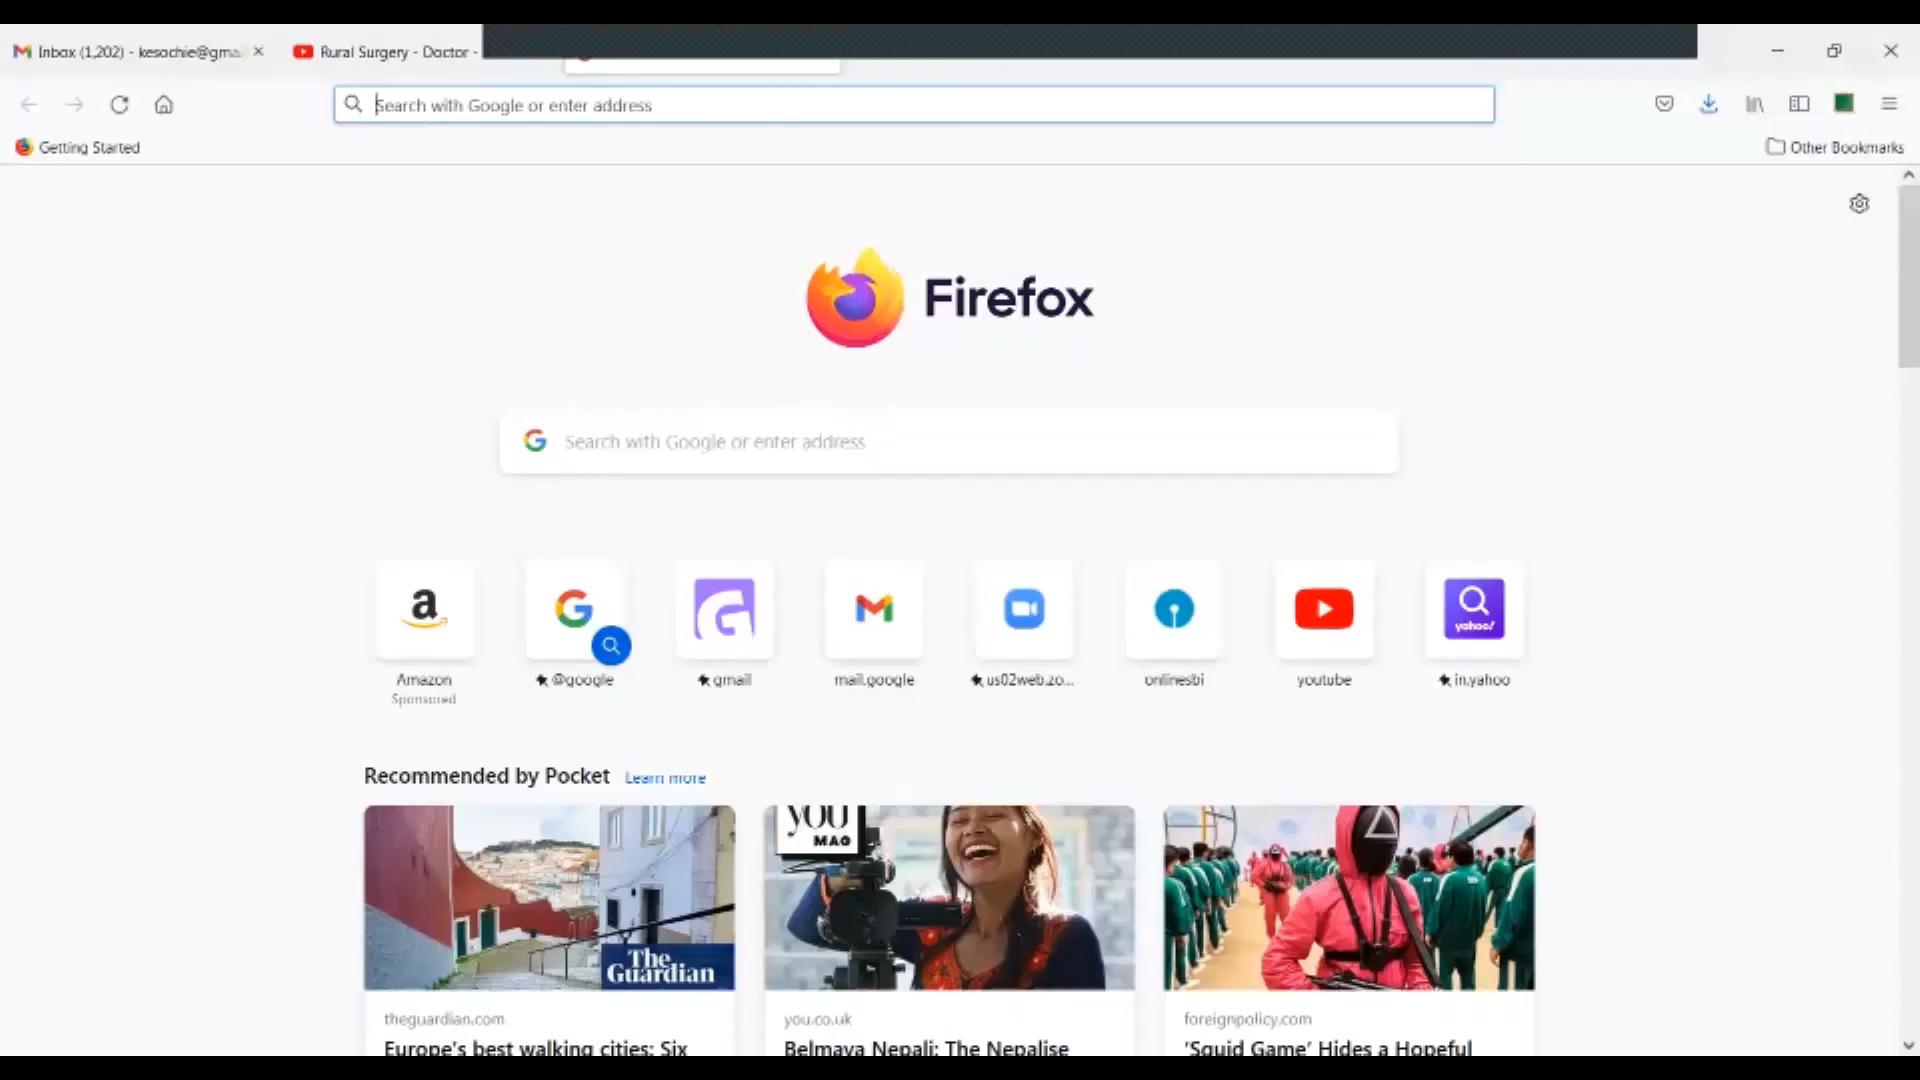 Inbox (1,202) - kesochie@gma
Rural Surgery - Doctor -
Search with Google or enter address
Getting Started
Other Bookmarks
Firefox
Search with Google or enter address
a
yahoo!
Amazon
@google
gmail
mail.google
us02web.zo...
onlinesbi
youtube
in.yahoo
Sponsored
Recommended by Pocket
Learn more
The
Guardian
you
MAG
theguardian.com
you.co.uk
foreignpolicy.com
Europe's best walking cities: Six
Belmaya Nepali: The Nepalise
'Squid Game' Hides a Hopeful